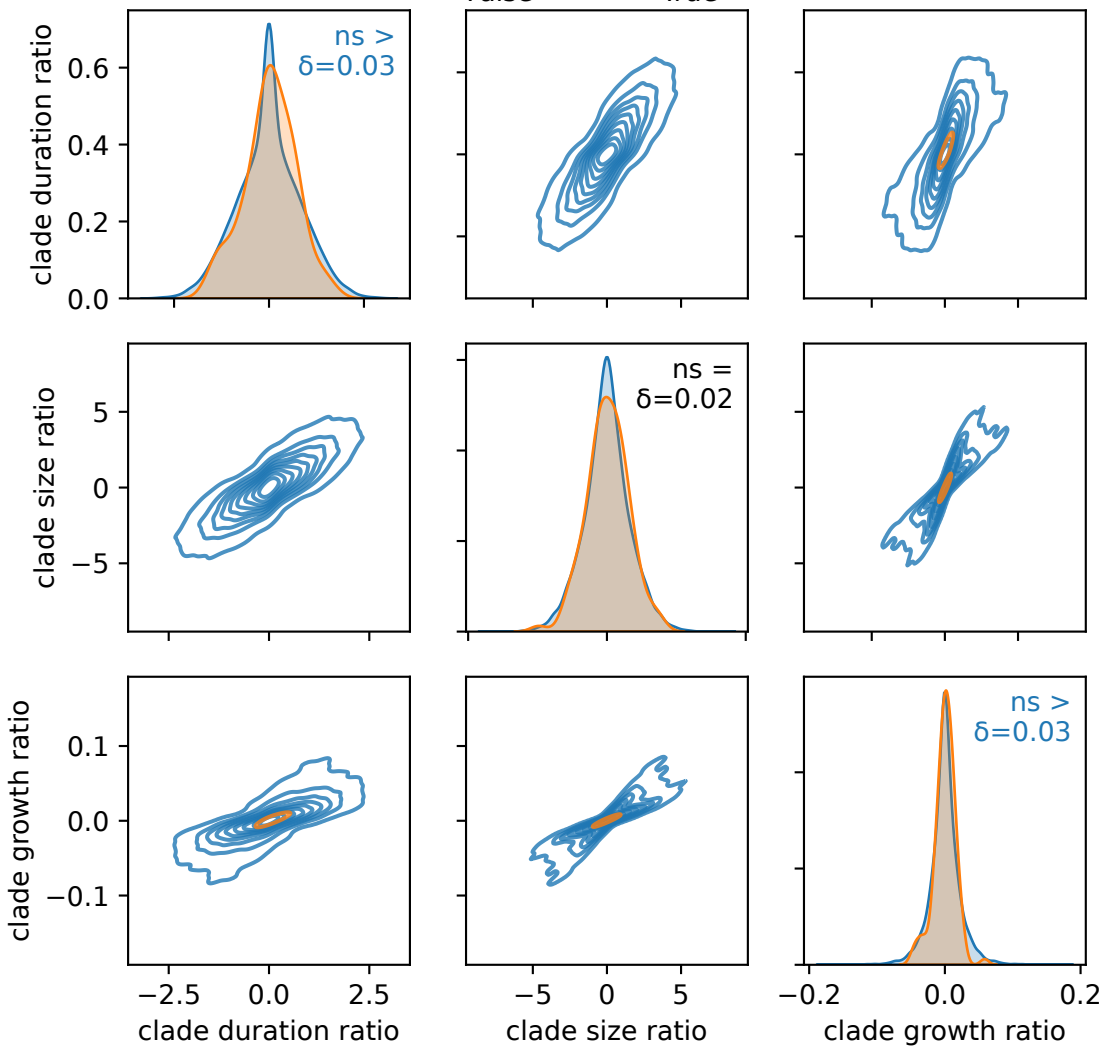 clade duration ratio
0.6
0.4
0.2
0.0
ns >
δ=0.03
clade size ratio
5
0
−5
ns =
δ=0.02
clade growth ratio
0.1
0.0
−0.1
ns >
δ=0.03
−2.5
0.0
2.5
−5
0
5
−0.2
0.0
0.2
clade duration ratio
clade size ratio
clade growth ratio